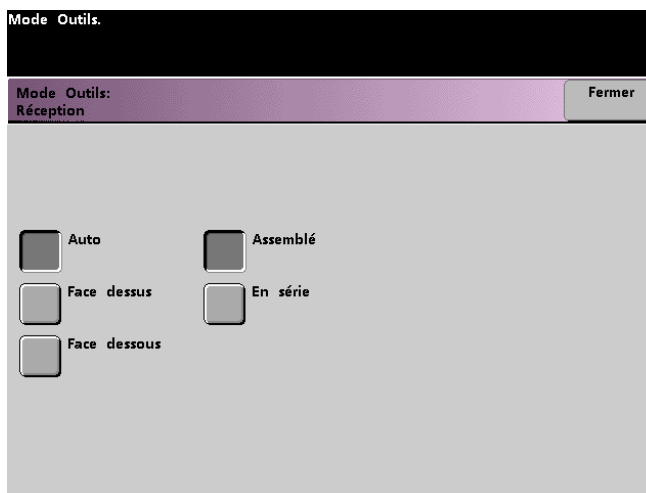 Mode Outils.
Mode Outils:
Réception
Fermer
Auto
Assemblé
Face dessus
En série
Face dessous